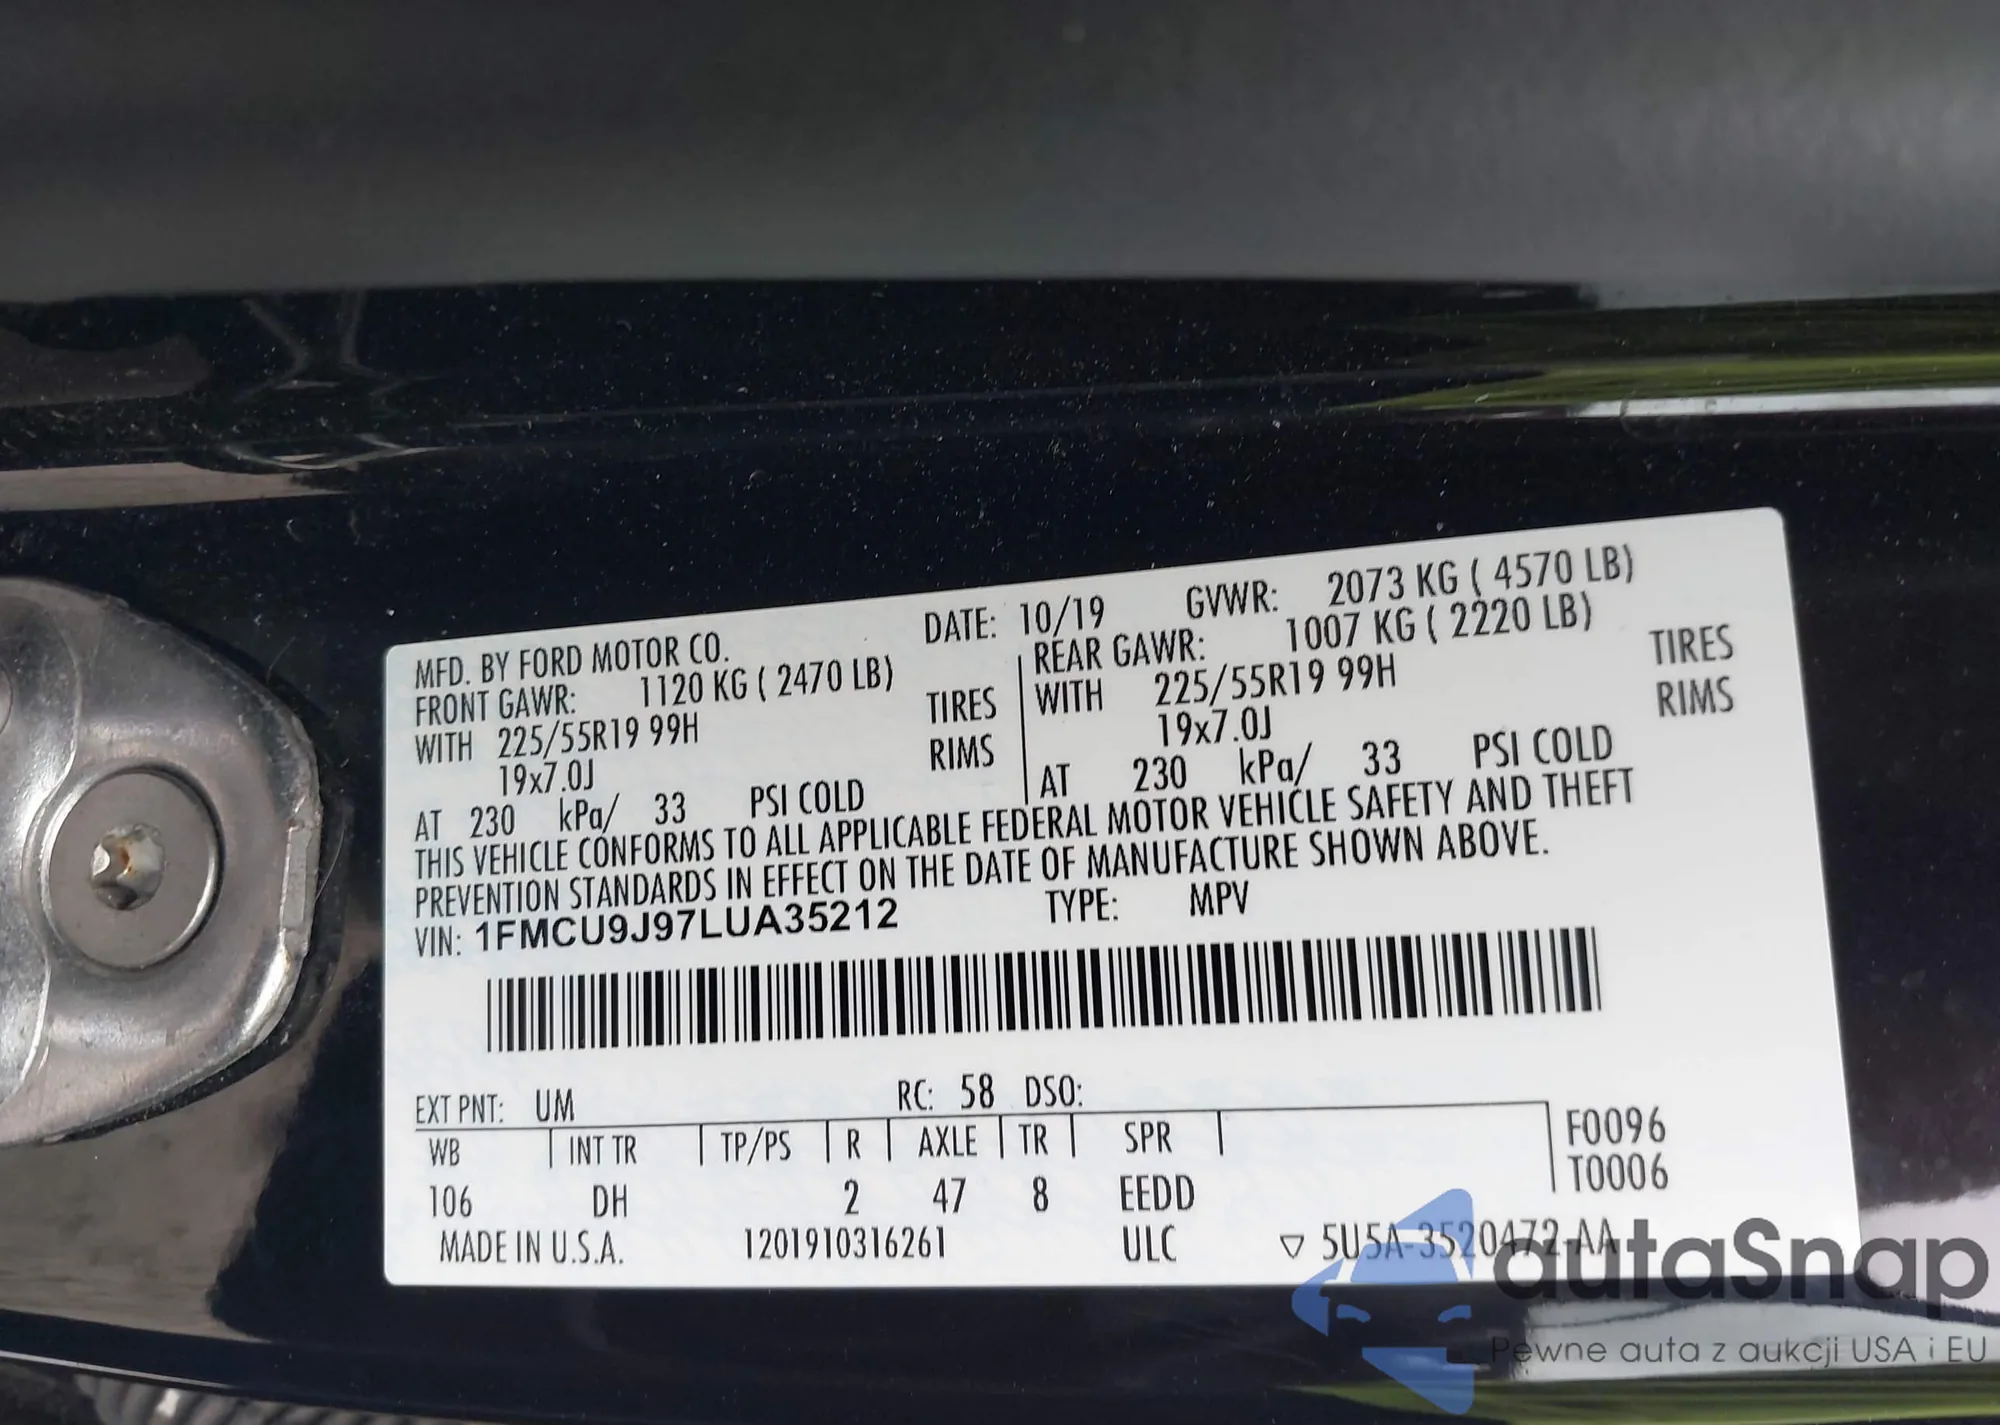 MFD. BY FORD MOTOR CO. DATE: 10/19 GVWR: 2073 KG ( 4570 LB)
FRONT GAWR: 1120 KG ( 2470 LB) REAR GAWR: 1007 KG ( 2220 LB)
WITH 225/55R19 99H TIRES WITH 225/55R19 99H TIRES
19x7.0J RIMS 19x7.0J RIMS
AT 230 kPa/ 33 PSI COLD AT 230 kPa/ 33 PSI COLD
THIS VEHICLE CONFORMS TO ALL APPLICABLE FEDERAL MOTOR VEHICLE SAFETY AND THEFT
PREVENTION STANDARDS IN EFFECT ON THE DATE OF MANUFACTURE SHOWN ABOVE.
VIN: 1FMCU9J97LUA35212 TYPE: MPV
EXT PNT: UM RC: 58 DSO:
WB INT TR TP/PS R AXLE TR SPR F0096
106 DH 2 47 8 EEDD T0006
MADE IN U.S.A. 1201910316261 ULC ▽ 5U5A-3520472-AA
autaSnap
Pewne auta z aukcji USA i EU